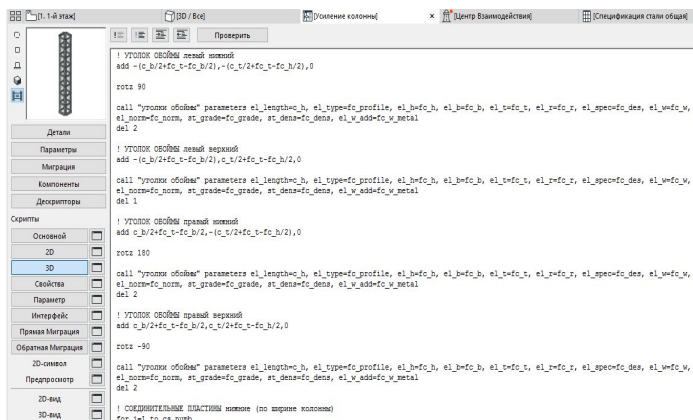 [1. 1-й этаж]
[3D / Все]
[Усиление колонны]
[Центр Взаимодействия]
[Спецификация стали общая]
Проверить
Детали
Параметры
Миграция
Компоненты
Дескрипторы
Скрипты
Основной
2D
3D
Свойства
Параметр
Интерфейс
Прямая Миграция
Обратная Миграция
2D-символ
Предпросмотр
2D-вид
3D-вид
! УГОЛОК ОБОЙМЫ левый нижний
add -(c_b/2+fc_t-fc_b/2),-(c_t/2+fc_t-fc_h/2),0
rotz 90
call "уголки обоймы" parameters el_length=c_h, el_type=fc_profile, el_h=fc_h, el_b=fc_b, el_t=fc_t, el_r=fc_r, el_spec=fc_des, el_w=fc_w,
el_norm=fc_norm, st_grade=fc_grade, st_dens=fc_dens, el_w_add=fc_w_metal
del 2
! УГОЛОК ОБОЙМЫ левый верхний
add -(c_b/2+fc_t-fc_b/2),c_t/2+fc_t-fc_h/2,0
call "уголки обоймы" parameters el_length=c_h, el_type=fc_profile, el_h=fc_h, el_b=fc_b, el_t=fc_t, el_r=fc_r, el_spec=fc_des, el_w=fc_w,
el_norm=fc_norm, st_grade=fc_grade, st_dens=fc_dens, el_w_add=fc_w_metal
del 1
! УГОЛОК ОБОЙМЫ правый нижний
add c_b/2+fc_t-fc_b/2,-(c_t/2+fc_t-fc_h/2),0
rotz 180
call "уголки обоймы" parameters el_length=c_h, el_type=fc_profile, el_h=fc_h, el_b=fc_b, el_t=fc_t, el_r=fc_r, el_spec=fc_des, el_w=fc_w,
el_norm=fc_norm, st_grade=fc_grade, st_dens=fc_dens, el_w_add=fc_w_metal
del 2
! УГОЛОК ОБОЙМЫ правый верхний
add c_b/2+fc_t-fc_b/2,c_t/2+fc_t-fc_h/2,0
rotz -90
call "уголки обоймы" parameters el_length=c_h, el_type=fc_profile, el_h=fc_h, el_b=fc_b, el_t=fc_t, el_r=fc_r, el_spec=fc_des, el_w=fc_w,
el_norm=fc_norm, st_grade=fc_grade, st_dens=fc_dens, el_w_add=fc_w_metal
del 2
! СОЕДИНИТЕЛЬНЫЕ ПЛАСТИНЫ нижние (по ширине колонны)
for i=1 to ca_numb